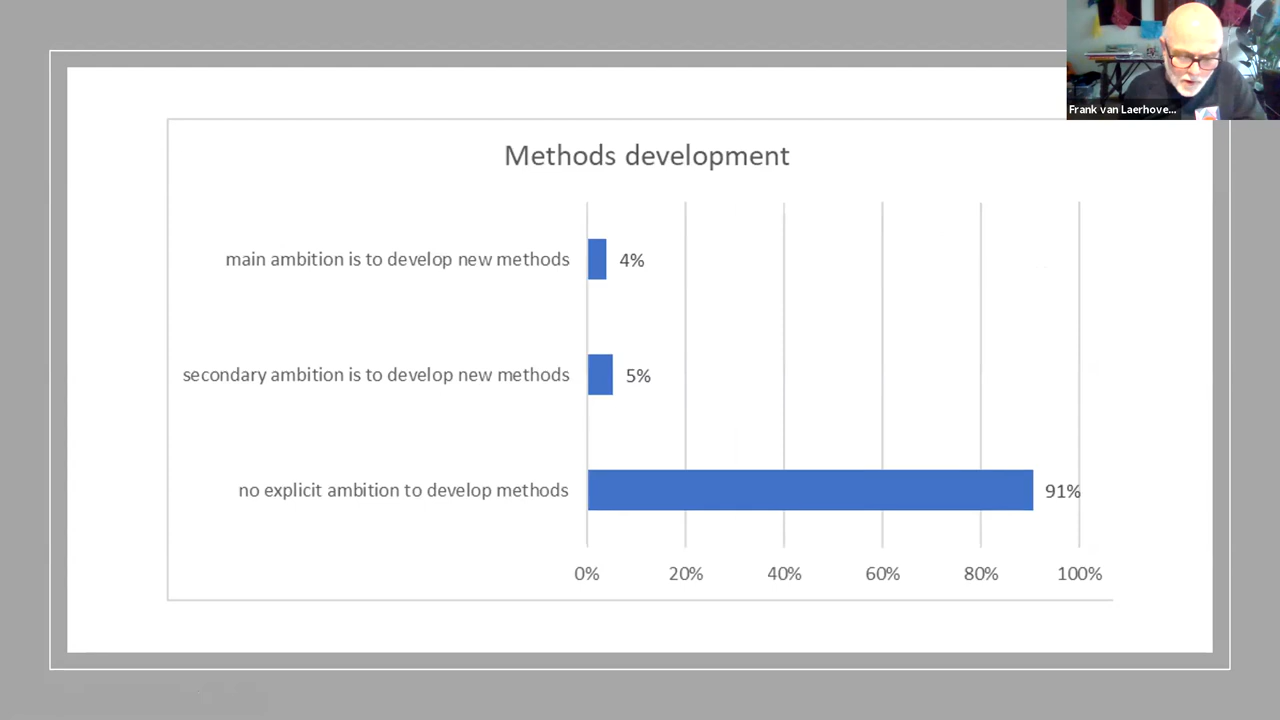 Frank van Laerhove...
Methods development
main ambition is to develop new methods
4%
secondary ambition is to develop new methods
5%
no explicit ambition to develop methods
91%
0% 20% 40% 60% 80% 100%